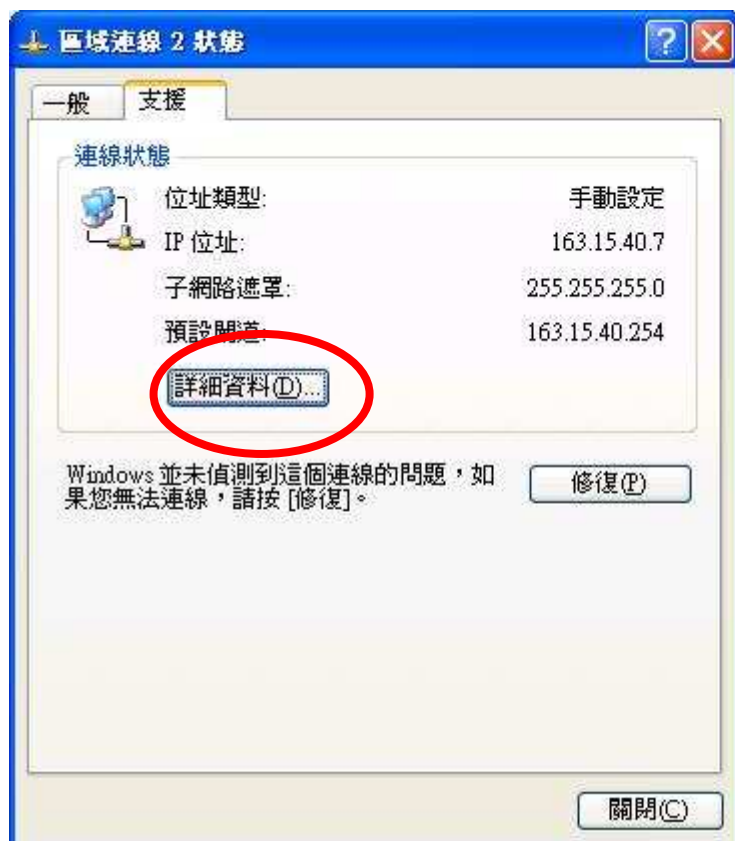 區域連線 2 狀態
一般 支援
連線狀態
位址類型: 手動設定
IP 位址: 163.15.40.7
子網路遮罩: 255.255.255.0
預設閘道: 163.15.40.254
詳細資料(D)...
Windows 並未偵測到這個連線的問題，如
果您無法連線，請按 [修復]。
修復(P)
關閉(C)